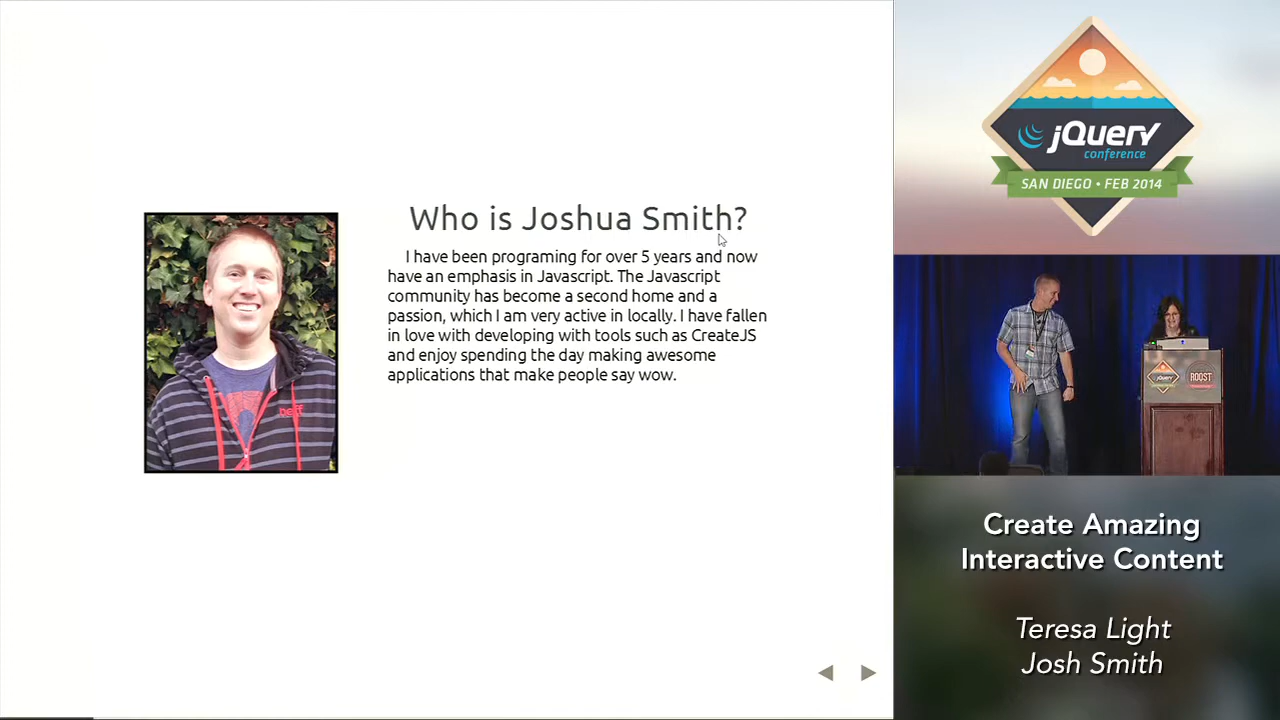 Who is Joshua Smith?
I have been programing for over 5 years and now
have an emphasis in Javascript. The Javascript
community has become a second home and a
passion, which I am very active in locally. I have fallen
in love with developing with tools such as CreateJS
and enjoy spending the day making awesome
applications that make people say wow.
bełł
jQuery
conference
SAN DIEGO • FEB 2014
jQuery
ROOST
Create Amazing
Interactive Content
Teresa Light
Josh Smith